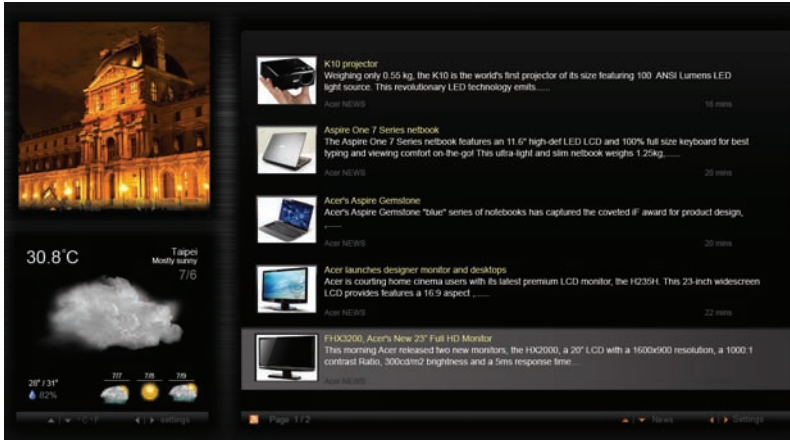 30.8°C
Taipei
Mostly sunny
7/6
7/7 7/8 7/9
28° / 31°
82%
°C °F
settings
K10 projector
Weighing only 0.55 kg, the K10 is the world's first projector of its size featuring 100 ANSI Lumens LED
light source. This revolutionary LED technology emits......
Acer NEWS 16 mins
Aspire One 7 Series netbook
The Aspire One 7 Series netbook features an 11.6" high-def LED LCD and 100% full size keyboard for best
typing and viewing comfort on-the-go! This ultra-light and slim netbook weighs 1.25kg,......
Acer NEWS 20 mins
Acer's Aspire Gemstone
Acer's Aspire Gemstone "blue" series of notebooks has captured the coveted iF award for product design,
,......
Acer NEWS 20 mins
Acer launches designer monitor and desktops
Acer is courting home cinema users with its latest premium LCD monitor, the H235H. This 23-inch widescreen
LCD provides features a 16:9 aspect ,......
Acer NEWS 22 mins
FHX3200, Acer's New 23" Full HD Monitor
This morning Acer released two new monitors, the HX2000, a 20" LCD with a 1600x900 resolution, a 1000:1
contrast Ratio, 300cd/m2 brightness and a 5ms response time....
Acer NEWS
Page 1 / 2 News Settings